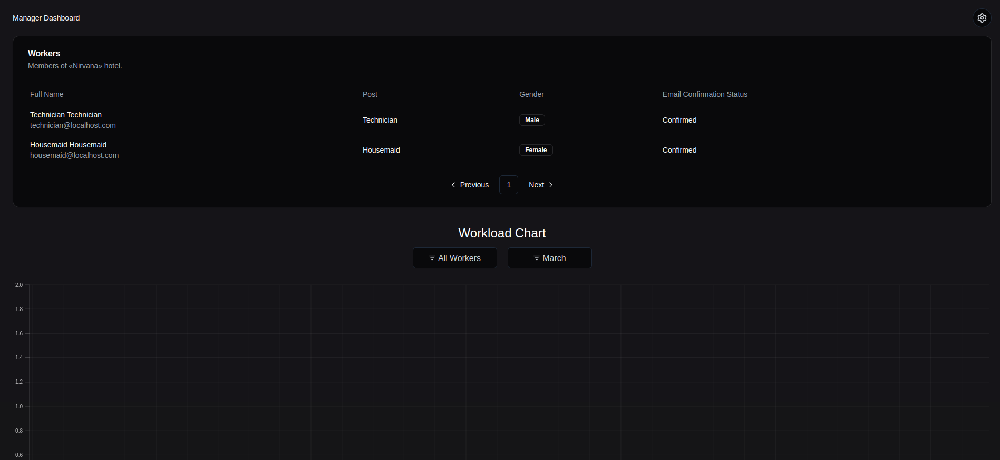 Manager Dashboard
Workers
Members of «Nirvana» hotel.
Full Name Post Gender Email Confirmation Status
Technician Technician
technician@localhost.com
Technician Male Confirmed
Housemaid Housemaid
housemaid@localhost.com
Housemaid Female Confirmed
Previous 1 Next
Workload Chart
All Workers March
2.0
1.8
1.6
1.4
1.2
1.0
0.8
0.6